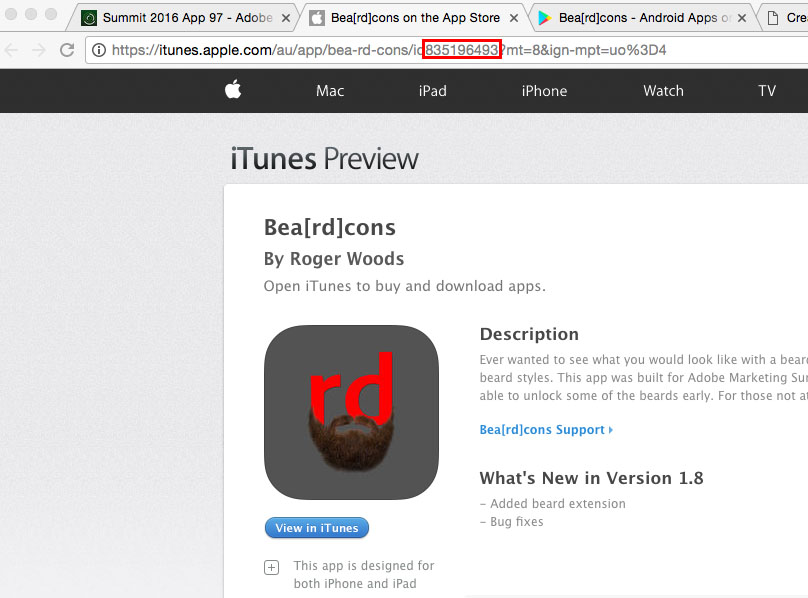 Summit 2016 App 97 - Adobe
Bea[rd]cons on the App Store
Bea[rd]cons - Android Apps on
Cre
https://itunes.apple.com/au/app/bea-rd-cons/id835196493?mt=8&ign-mpt=uo%3D4
Mac
iPad
iPhone
Watch
TV
iTunes Preview
Bea[rd]cons
By Roger Woods
Open iTunes to buy and download apps.
rd
View in iTunes
This app is designed for
both iPhone and iPad
Description
Ever wanted to see what you would look like with a beard
beard styles. This app was built for Adobe Marketing Sum
able to unlock some of the beards early. For those not at
Bea[rd]cons Support
What's New in Version 1.8
- Added beard extension
- Bug fixes